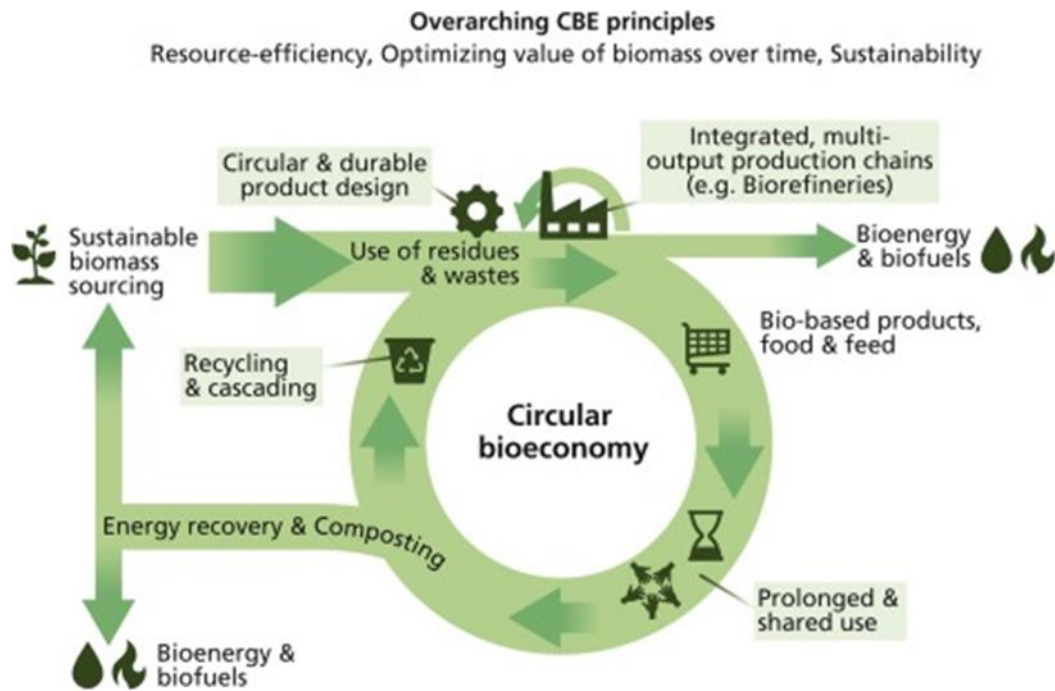 Overarching CBE principles
Resource-efficiency, Optimizing value of biomass over time, Sustainability
Circular & durable
product design
Integrated, multi-
output production chains
(e.g. Biorefineries)
Sustainable
biomass
sourcing
Use of residues
& wastes
Bioenergy
& biofuels
Bio-based products,
food & feed
Recycling
& cascading
Circular
bioeconomy
Energy recovery & Composting
Prolonged &
shared use
Bioenergy &
biofuels